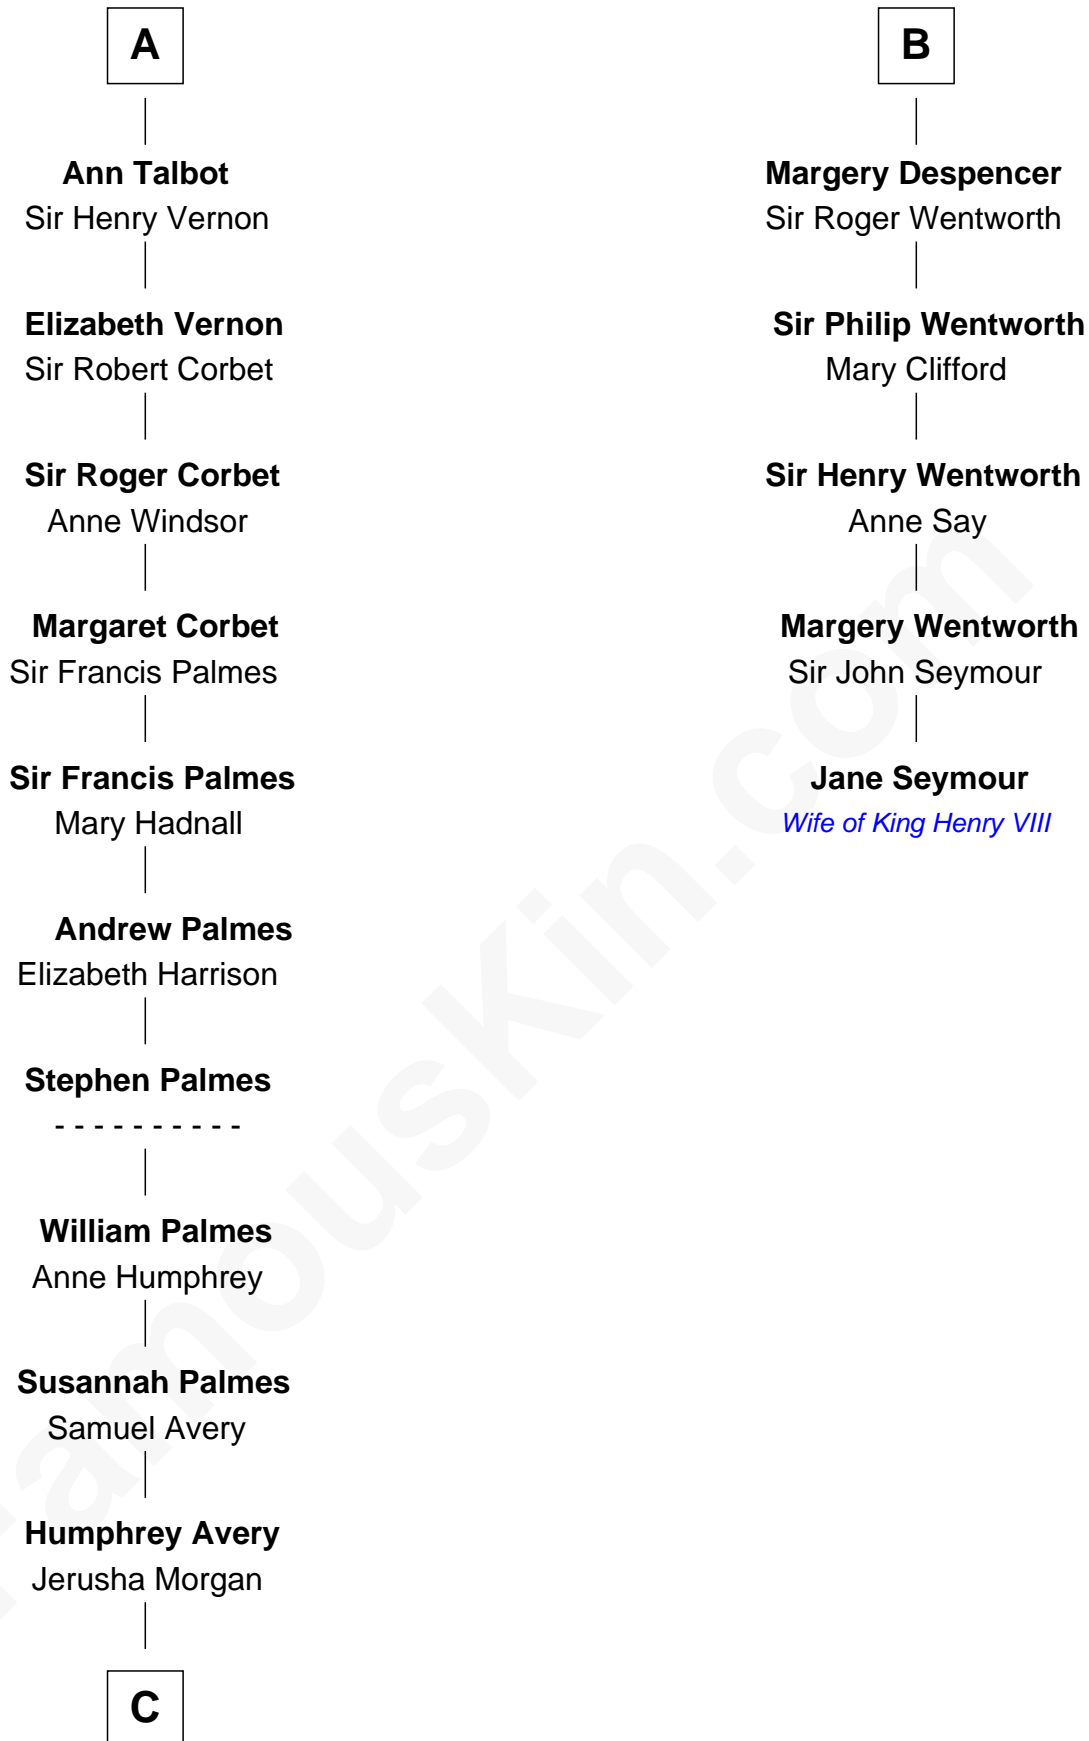 A
Ann Talbot
Sir Henry Vernon
Elizabeth Vernon
Sir Robert Corbet
Sir Roger Corbet
Anne Windsor
Margaret Corbet
Sir Francis Palmes
Sir Francis Palmes
Mary Hadnall
Andrew Palmes
Elizabeth Harrison
Stephen Palmes
- - - - - - - - - -
William Palmes
Anne Humphrey
Susannah Palmes
Samuel Avery
Humphrey Avery
Jerusha Morgan
C
B
Margery Despencer
Sir Roger Wentworth
Sir Philip Wentworth
Mary Clifford
Sir Henry Wentworth
Anne Say
Margery Wentworth
Sir John Seymour
Jane Seymour
Wife of King Henry VIII
FamousKin.com